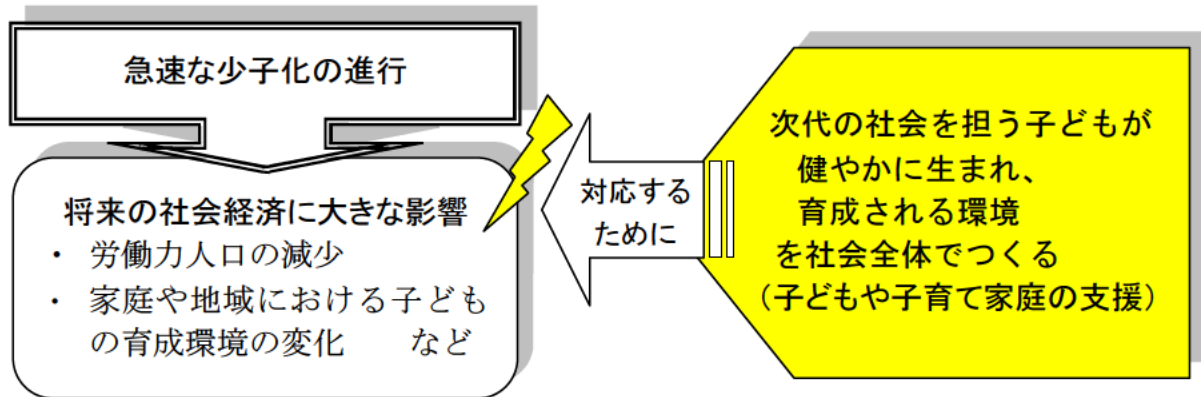 急速な少子化の進行
将来の社会経済に大きな影響
・ 労働力人口の減少
・ 家庭や地域における子ども
の育成環境の変化　　など
対応する
ために
次代の社会を担う子どもが
健やかに生まれ、
育成される環境
を社会全体でつくる
（子どもや子育て家庭の支援）